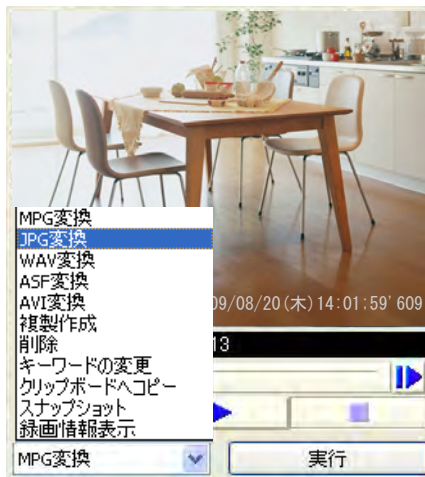 MPG変換
JPG変換
WAV変換
ASF変換
AVI変換
09/08/20(木)14:01:59'609
複製作成
削除
13
キーワードの変更
クリップボードへコピー
スナップショット
録画情報表示
MPG変換
実行